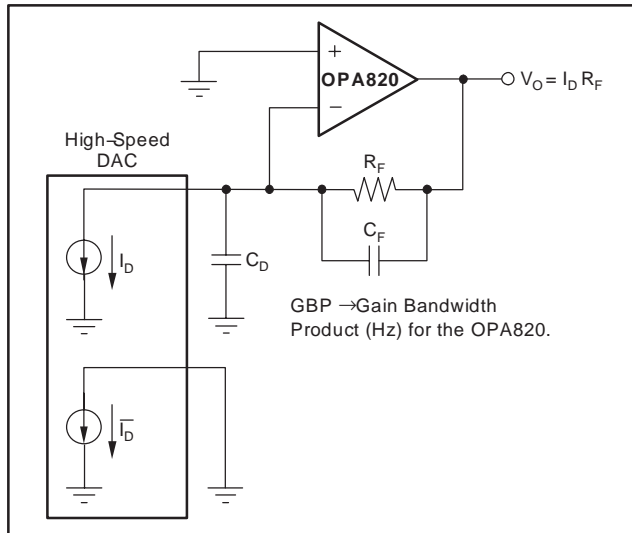 +
OPA820
−
V_O = I_D R_F
High–Speed
DAC
R_F
C_F
I_D
C_D
GBP →Gain Bandwidth
Product (Hz) for the OPA820.
I̅_D̅